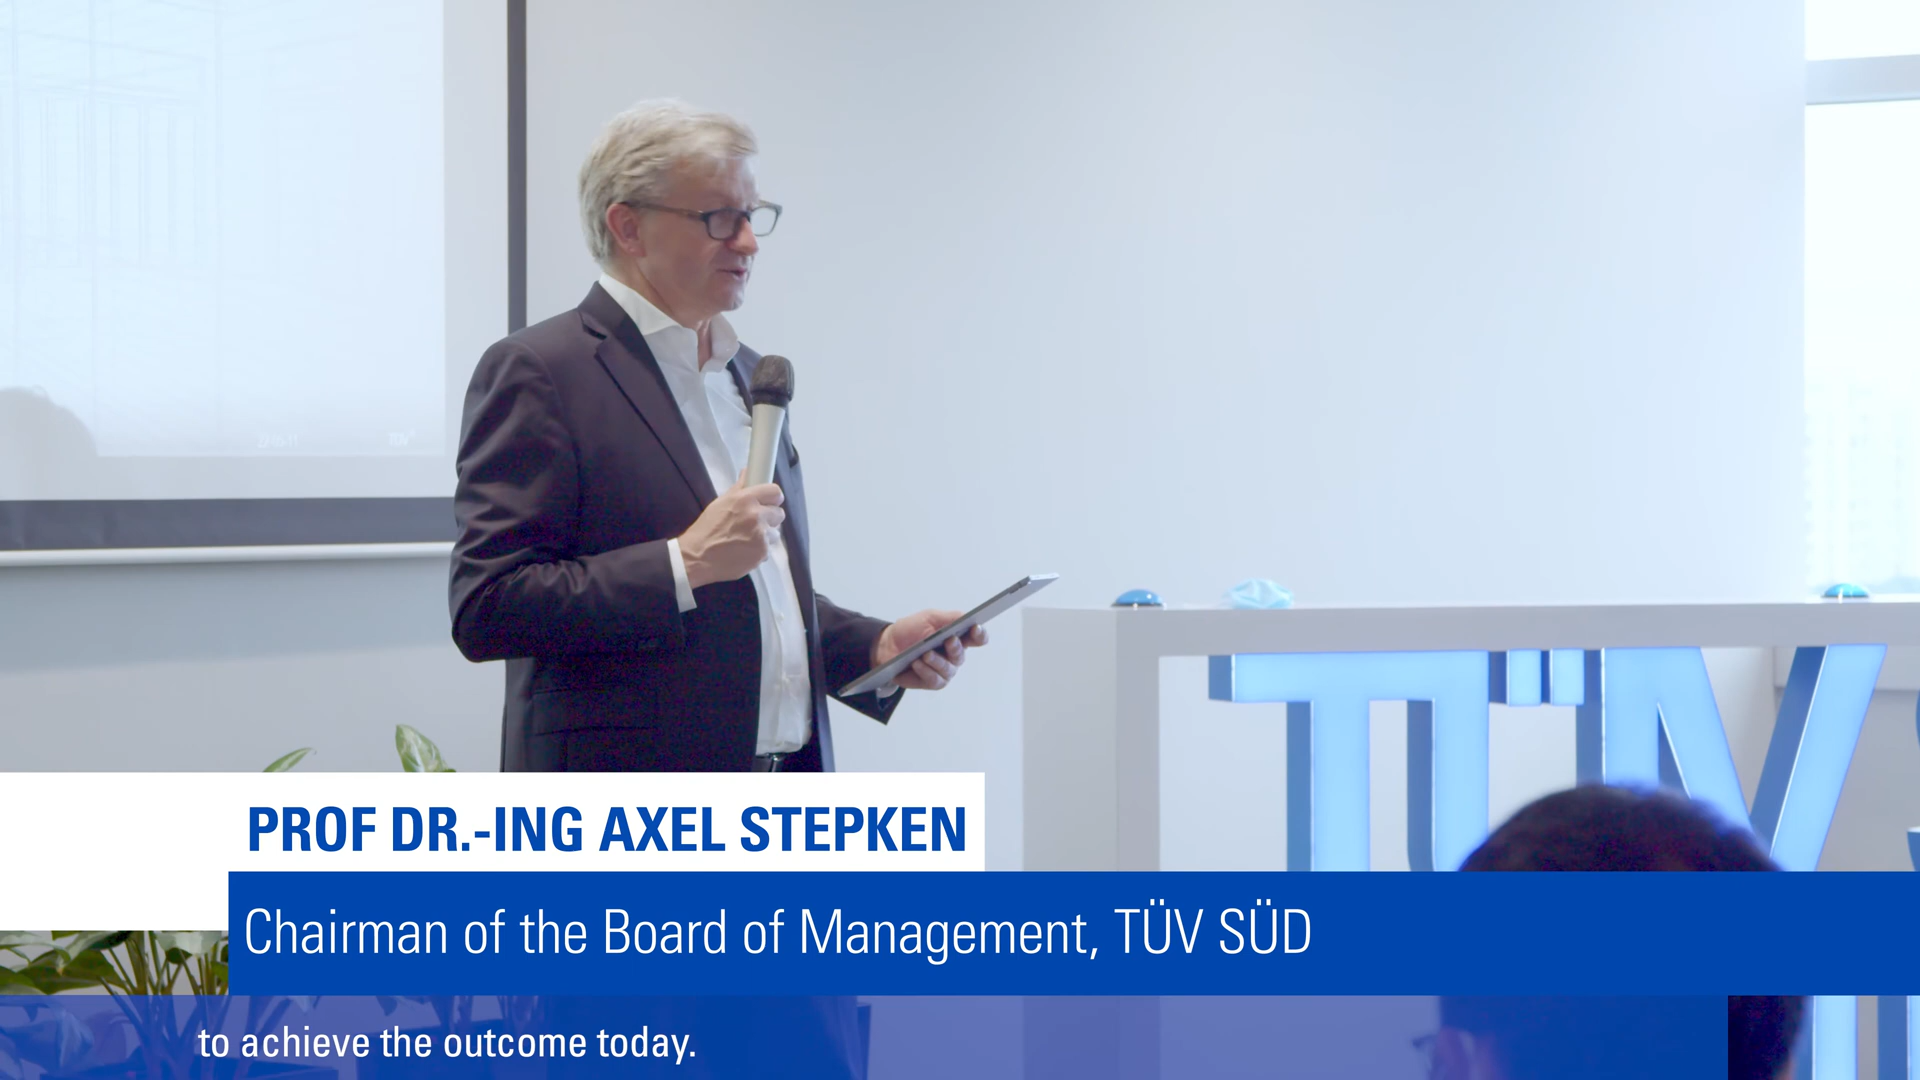 TÜV
PROF DR.-ING AXEL STEPKEN
Chairman of the Board of Management, TÜV SÜD
to achieve the outcome today.